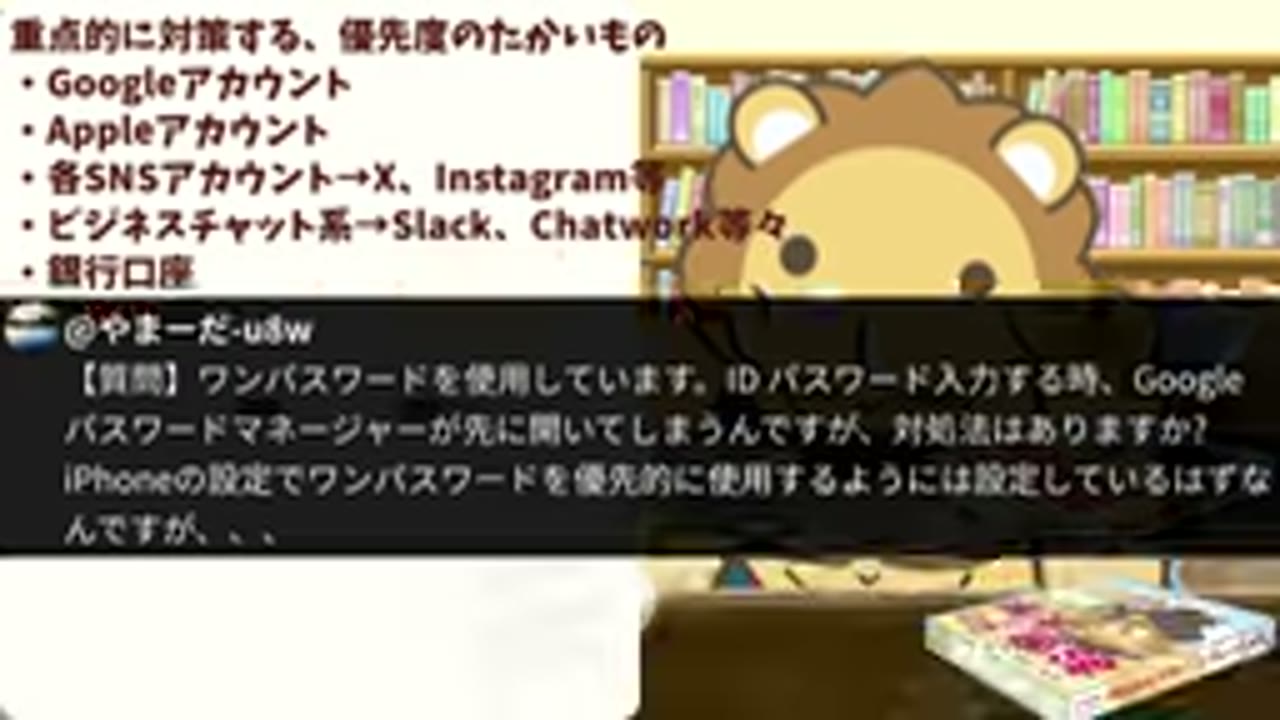 重点的に対策する、優先度のたかいもの
・Googleアカウント
・Appleアカウント
・各SNSアカウント→X、Instagram等
・ビジネスチャット系→Slack、Chatwork等々
・銀行口座
@やまーだ-u8w
【質問】ワンパスワードを使用しています。ID パスワード入力する時、Google
パスワードマネージャーが先に開いてしまうんですが、対処法はありますか?
iPhoneの設定でワンパスワードを優先的に使用するようには設定しているはずな
んですが、、、